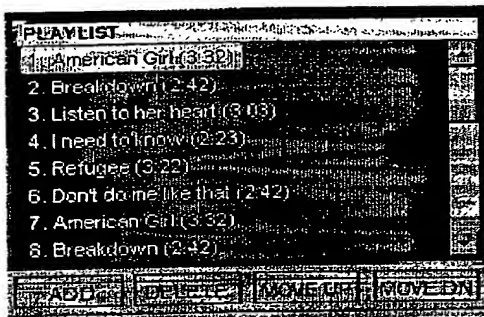 PLAYLIST
1. American Girl (3:32)
2. Breakdown (2:42)
3. Listen to her heart (3:03)
4. I need to know (2:23)
5. Refugee (3:22)
6. Don't do me like that (2:42)
7. American Girl (3:32)
8. Breakdown (2:42)
ADD DELETE MOVE UP MOVE DN